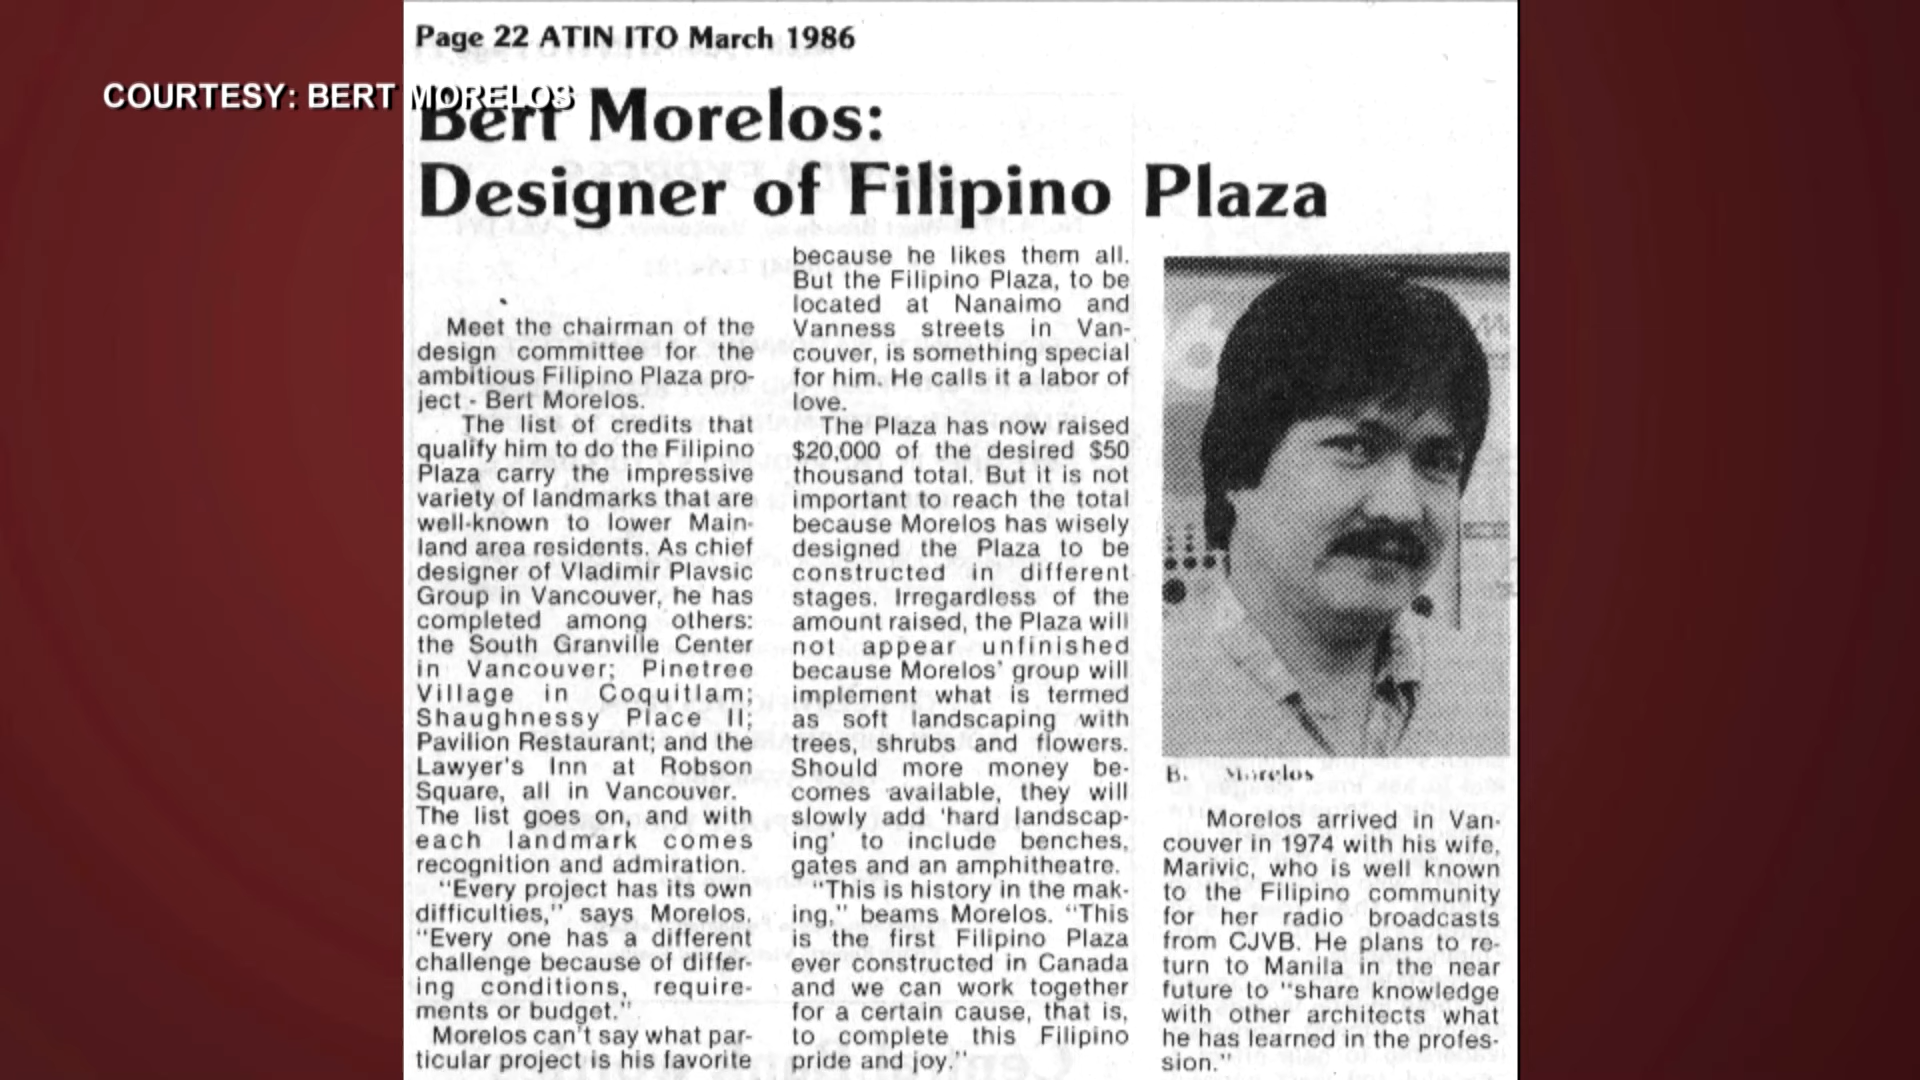 Page 22 ATIN ITO March 1986
COURTESY: BERT MORELOS
Bert Morelos:
Designer of Filipino Plaza
Meet the chairman of the
design committee for the
ambitious Filipino Plaza pro-
ject - Bert Morelos.
The list of credits that
qualify him to do the Filipino
Plaza carry the impressive
variety of landmarks that are
well-known to lower Main-
land area residents. As chief
designer of Vladimir Plavsic
Group in Vancouver, he has
completed among others:
the South Granville Center
in Vancouver; Pinetree
Village in Coquitlam;
Shaughnessy Place II;
Pavilion Restaurant; and the
Lawyer's Inn at Robson
Square, all in Vancouver.
The list goes on, and with
each landmark comes
recognition and admiration.
"Every project has its own
difficulties," says Morelos.
"Every one has a different
challenge because of differ-
ing conditions, require-
ments or budget."
Morelos can't say what par-
ticular project is his favorite
because he likes them all.
But the Filipino Plaza, to be
located at Nanaimo and
Vanness streets in Van-
couver, is something special
for him. He calls it a labor of
love.
The Plaza has now raised
$20,000 of the desired $50
thousand total. But it is not
important to reach the total
because Morelos has wisely
designed the Plaza to be
constructed in different
stages. Irregardless of the
amount raised, the Plaza will
not appear unfinished
because Morelos' group will
implement what is termed
as soft landscaping with
trees, shrubs and flowers.
Should more money be-
comes available, they will
slowly add 'hard landscap-
ing' to include benches,
gates and an amphitheatre.
"This is history in the mak-
ing," beams Morelos. "This
is the first Filipino Plaza
ever constructed in Canada
and we can work together
for a certain cause, that is,
to complete this Filipino
pride and joy."
B. Morelos
Morelos arrived in Van-
couver in 1974 with his wife,
Marivic, who is well known
to the Filipino community
for her radio broadcasts
from CJVB. He plans to re-
turn to Manila in the near
future to "share knowledge
with other architects what
he has learned in the profes-
sion."